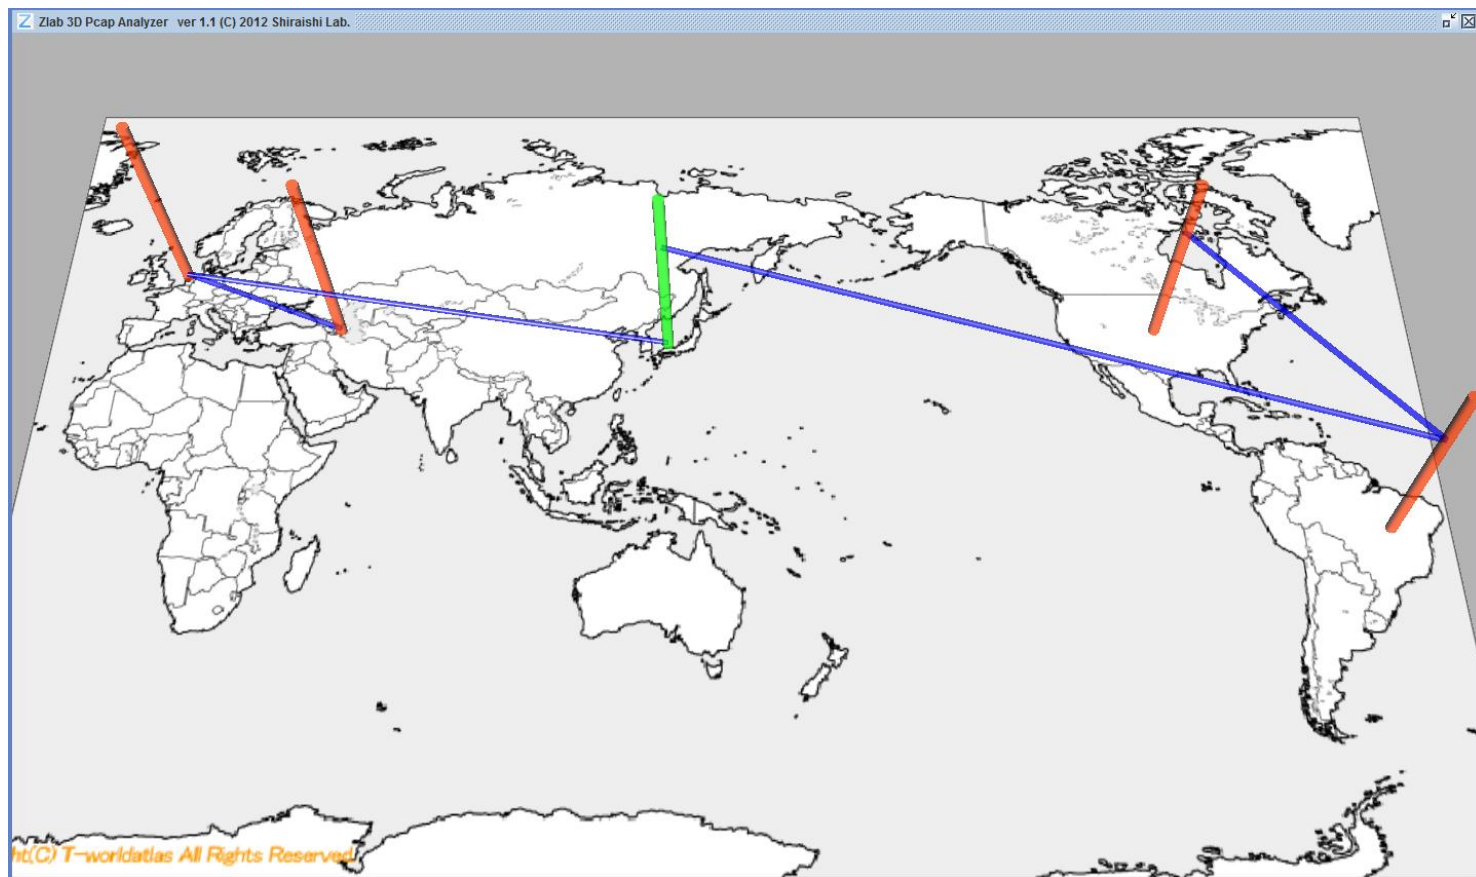 Zlab 3D Pcap Analyzer ver 1.1 (C) 2012 Shiraishi Lab.
ht(C) T-worldatlas All Rights Reserved